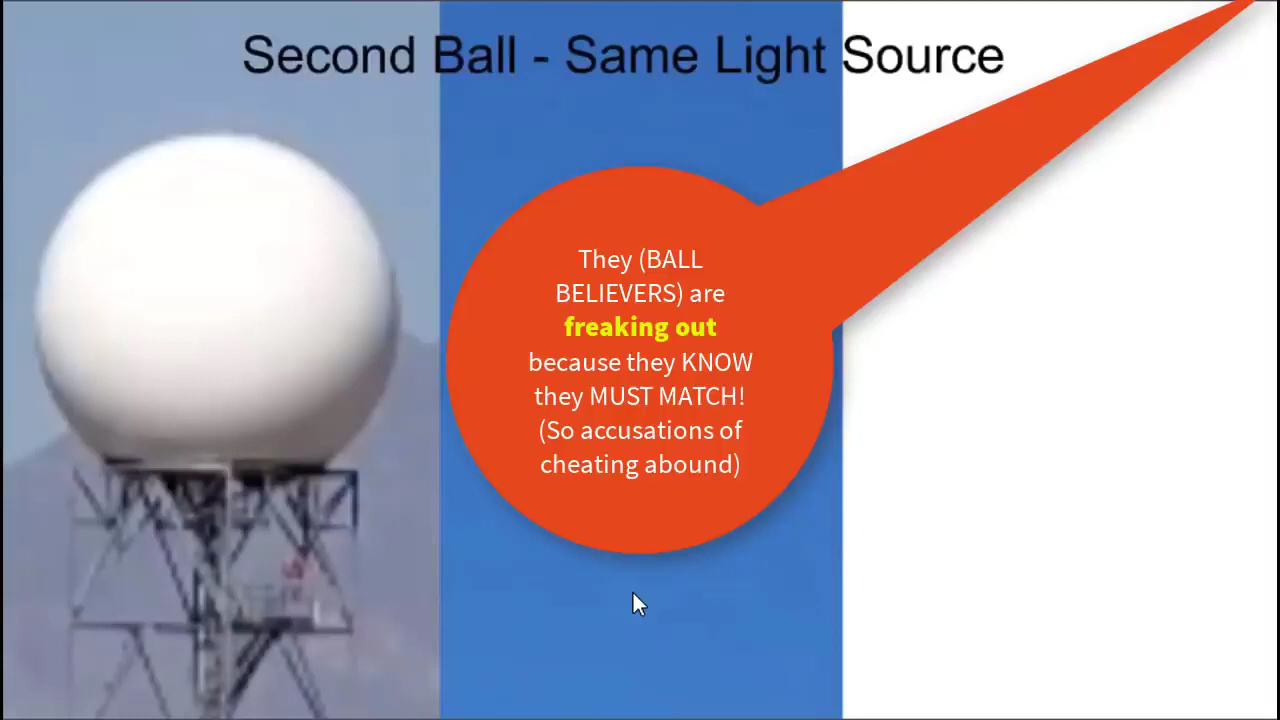 Second Ball - Same Light Source
They (BALL
BELIEVERS) are
freaking out
because they KNOW
they MUST MATCH!
(So accusations of
cheating abound)